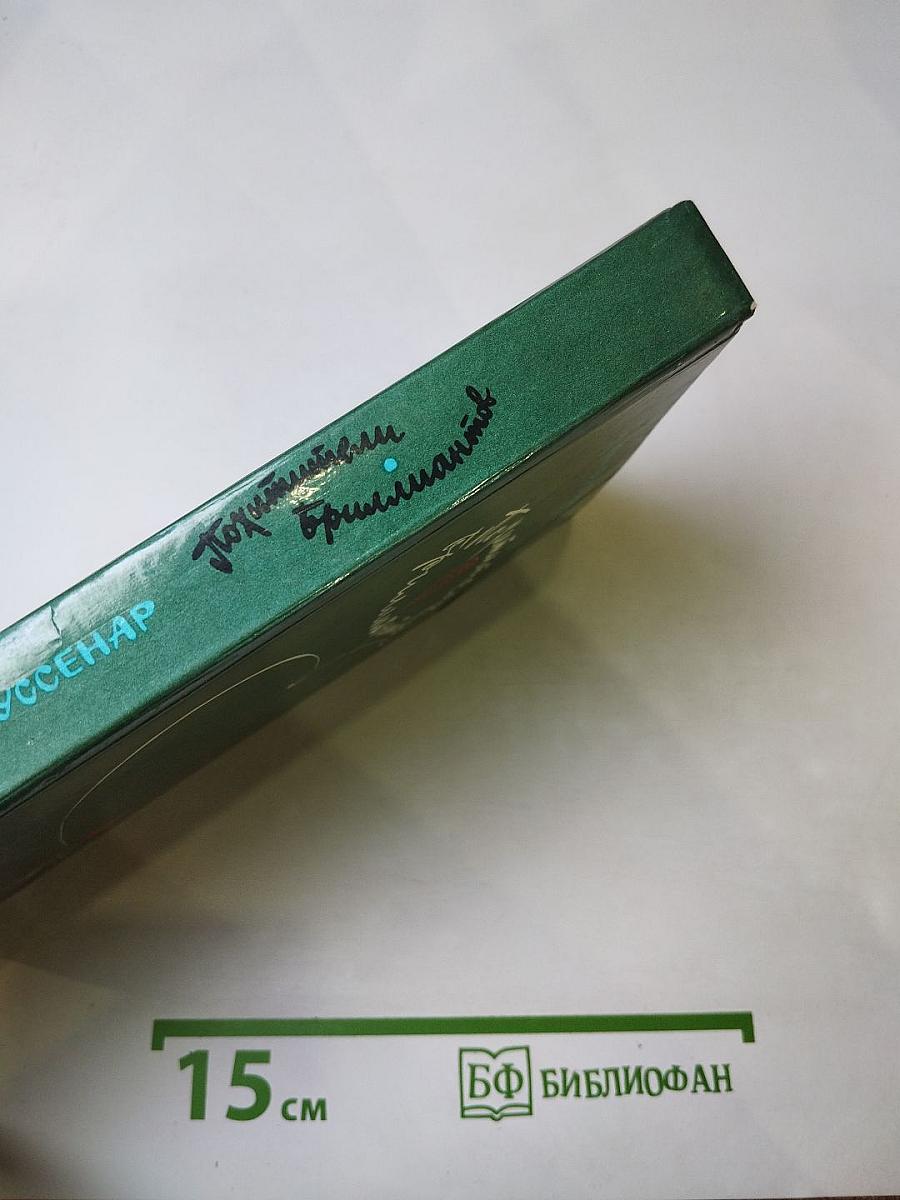 УССЕНАР
Похитители
бриллиантов
15 см
БФ БИБЛИОФАН